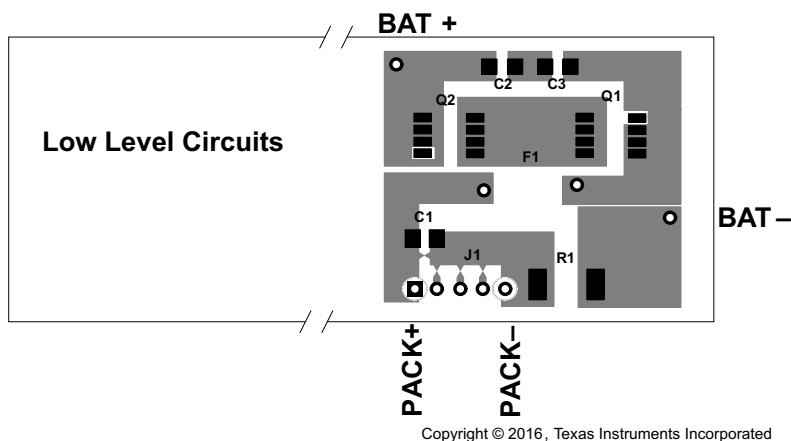 BAT +
C2 C3
Q2 Q1
Low Level Circuits
F1
BAT –
C1
J1 R1
PACK+
PACK–
Copyright © 2016, Texas Instruments Incorporated